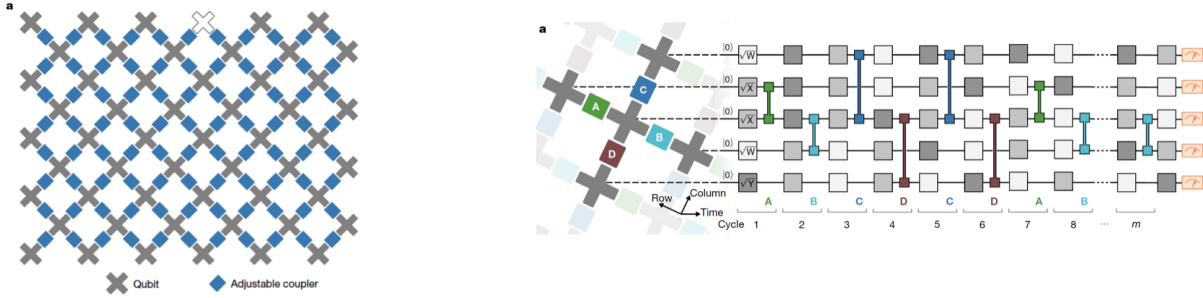 a
Qubit
Adjustable coupler
a
A
C
B
D
Row
Column
Time
|0⟩
√W
|0⟩
√X
|0⟩
√X
|0⟩
√W
|0⟩
√Y
A B C D C D A B
Cycle 1 2 3 4 5 6 7 8 ... m